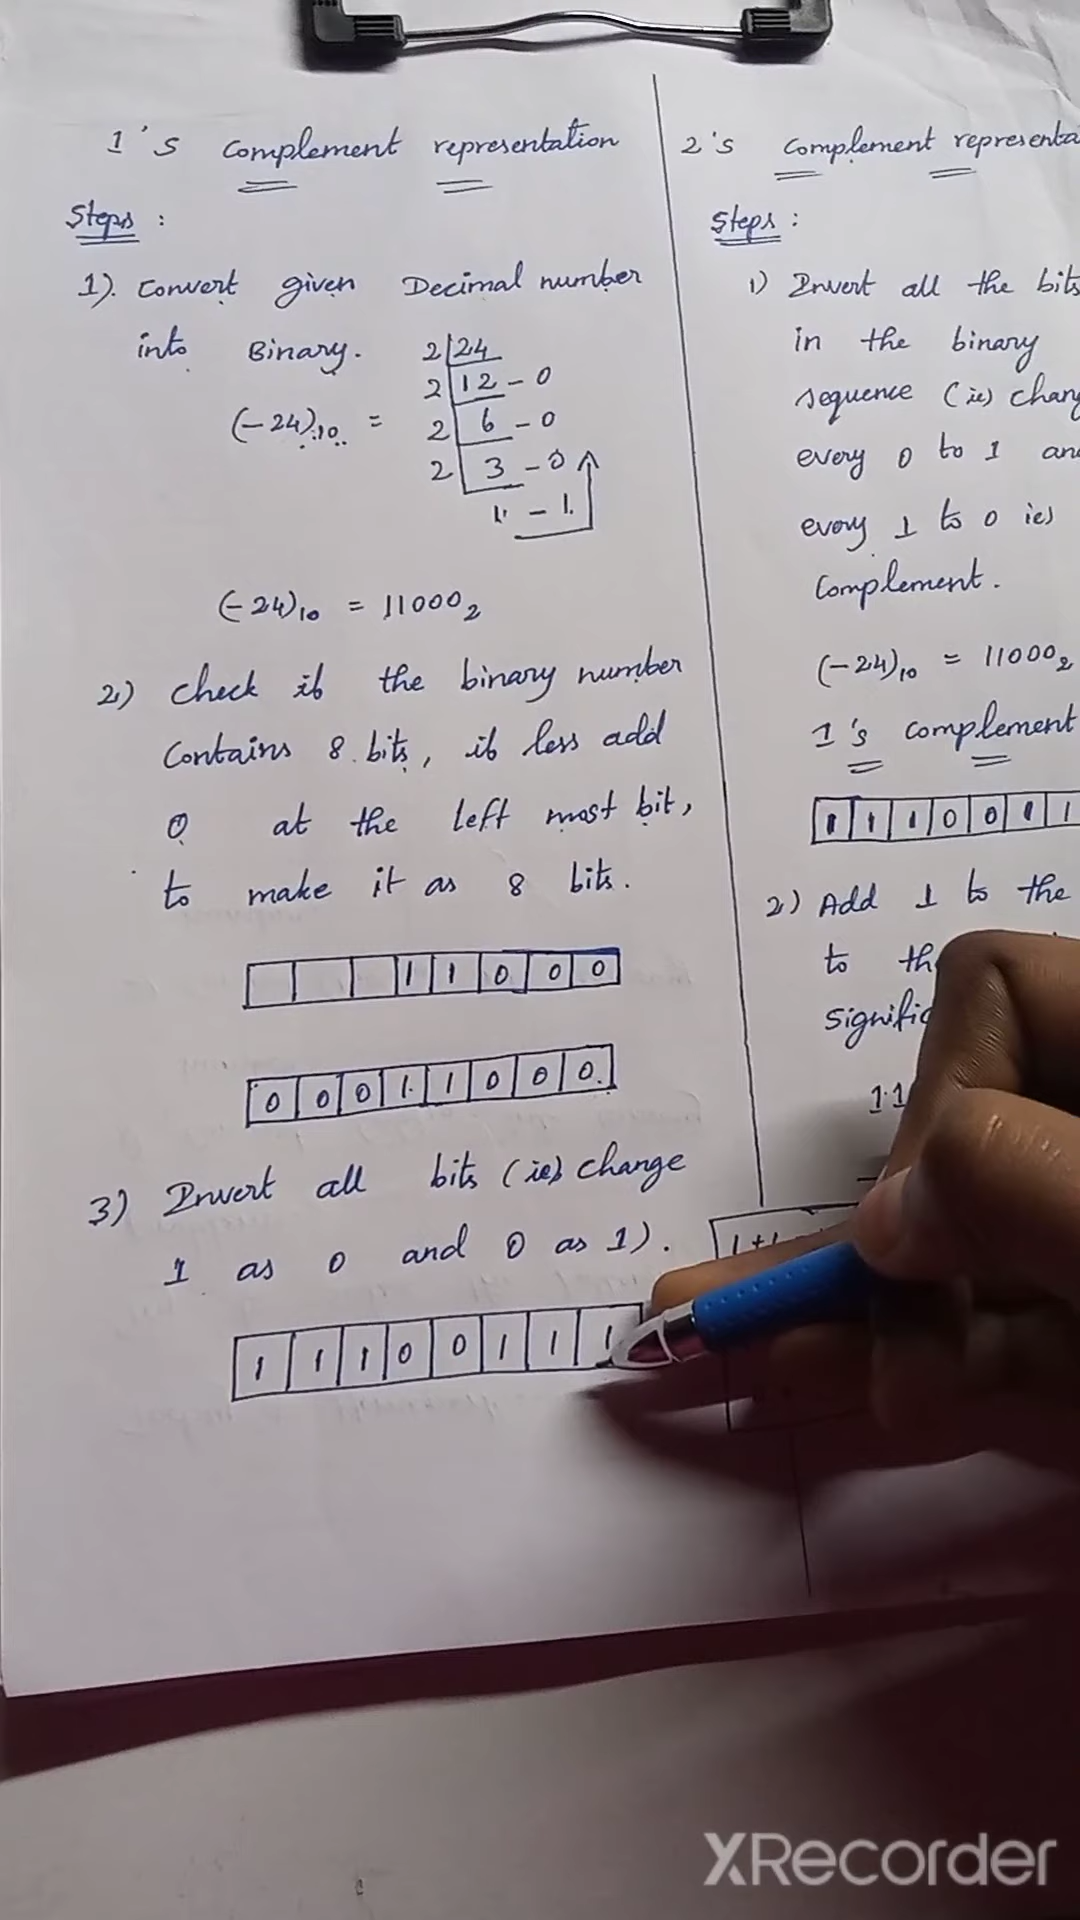 1's Complement representation
Steps :
1). Convert given Decimal number
into Binary.
2 24
2 12 - 0
(-24)10 = 2 6 - 0
2 3 - 0
1 - 1
(-24)10 = 110002
2) Check if the binary number
Contains 8 bits, if less add
0 at the left most bit,
to make it as 8 bits.
1 1 0 0 0
0 0 0 1 1 0 0 0
3) Invert all bits (ie) change
1 as 0 and 0 as 1).
1 1 1 0 0 1 1 1
2's Complement representa
Steps :
1) Invert all the bits
in the binary
sequence (ie) chang
every 0 to 1 and
every 1 to 0 ie)
Complement.
(-24)10 = 110002
1's complement
1 1 1 0 0 1 1
2) Add 1 to the
to the
signific
11
1+1
XRecorder